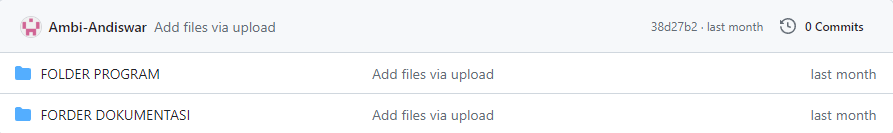 Ambi-Andiswar Add files via upload 38d27b2 · last month 0 Commits
FOLDER PROGRAM Add files via upload last month
FORDER DOKUMENTASI Add files via upload last month